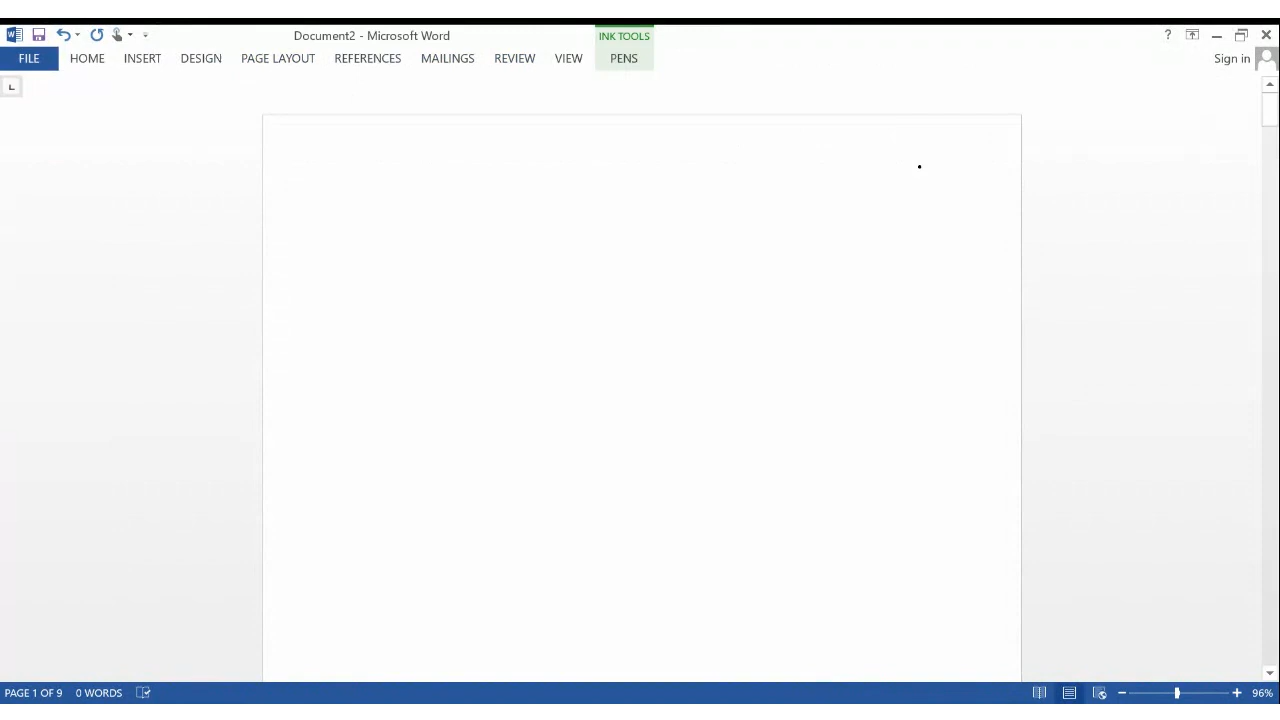 Document2 - Microsoft Word
INK TOOLS
?
FILE
HOME
INSERT
DESIGN
PAGE LAYOUT
REFERENCES
MAILINGS
REVIEW
VIEW
PENS
Sign in
PAGE 1 OF 9
0 WORDS
96%